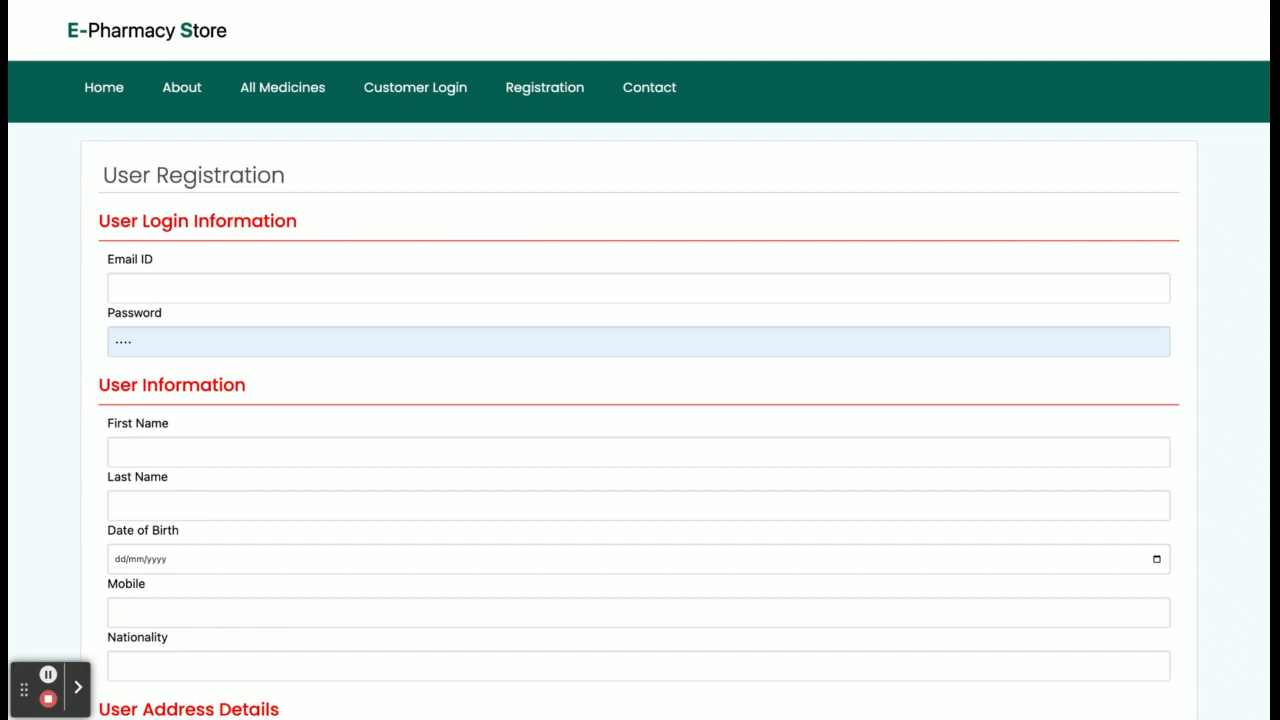 E-Pharmacy Store
Home About All Medicines Customer Login Registration Contact
User Registration
User Login Information
Email ID
Password
····
User Information
First Name
Last Name
Date of Birth
dd/mm/yyyy
Mobile
Nationality
User Address Details